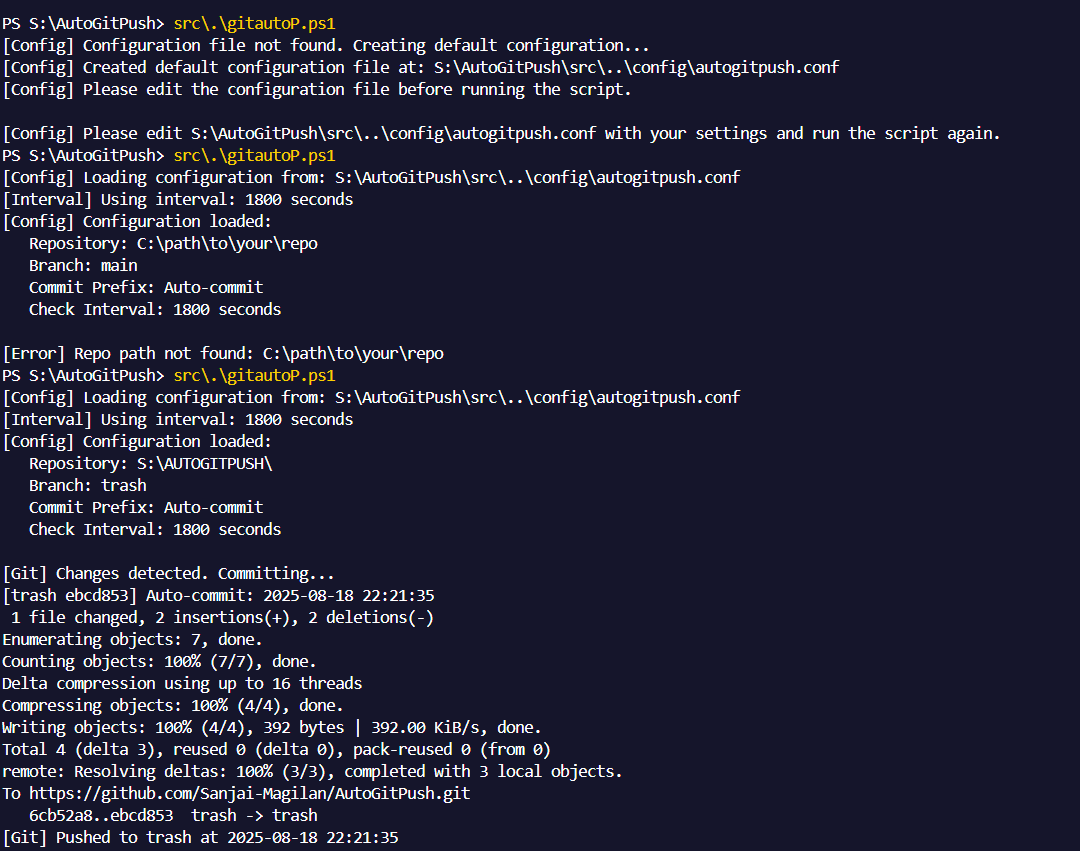 PS S:\AutoGitPush> src\.\gitautoP.ps1
[Config] Configuration file not found. Creating default configuration...
[Config] Created default configuration file at: S:\AutoGitPush\src\..\config\autogitpush.conf
[Config] Please edit the configuration file before running the script.
[Config] Please edit S:\AutoGitPush\src\..\config\autogitpush.conf with your settings and run the script again.
PS S:\AutoGitPush> src\.\gitautoP.ps1
[Config] Loading configuration from: S:\AutoGitPush\src\..\config\autogitpush.conf
[Interval] Using interval: 1800 seconds
[Config] Configuration loaded:
   Repository: C:\path\to\your\repo
   Branch: main
   Commit Prefix: Auto-commit
   Check Interval: 1800 seconds
[Error] Repo path not found: C:\path\to\your\repo
PS S:\AutoGitPush> src\.\gitautoP.ps1
[Config] Loading configuration from: S:\AutoGitPush\src\..\config\autogitpush.conf
[Interval] Using interval: 1800 seconds
[Config] Configuration loaded:
   Repository: S:\AUTOGITPUSH\
   Branch: trash
   Commit Prefix: Auto-commit
   Check Interval: 1800 seconds
[Git] Changes detected. Committing...
[trash ebcd853] Auto-commit: 2025-08-18 22:21:35
 1 file changed, 2 insertions(+), 2 deletions(-)
Enumerating objects: 7, done.
Counting objects: 100% (7/7), done.
Delta compression using up to 16 threads
Compressing objects: 100% (4/4), done.
Writing objects: 100% (4/4), 392 bytes | 392.00 KiB/s, done.
Total 4 (delta 3), reused 0 (delta 0), pack-reused 0 (from 0)
remote: Resolving deltas: 100% (3/3), completed with 3 local objects.
To https://github.com/Sanjai-Magilan/AutoGitPush.git
   6cb52a8..ebcd853  trash -> trash
[Git] Pushed to trash at 2025-08-18 22:21:35